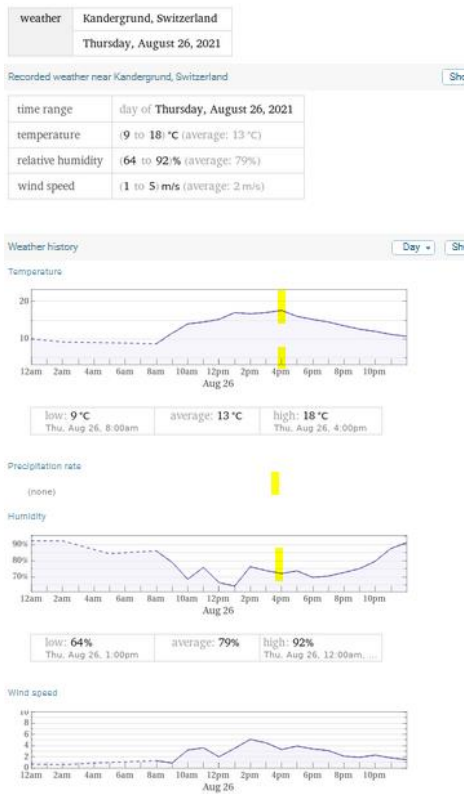 weather Kandergrund, Switzerland
Thursday, August 26, 2021
Recorded weather near Kandergrund, Switzerland Sho
time range day of Thursday, August 26, 2021
temperature (9 to 18) °C (average: 13 °C)
relative humidity (64 to 92)% (average: 79%)
wind speed (1 to 5) m/s (average: 2 m/s)
Weather history Day Sho
Temperature
20
10
12am 2am 4am 6am 8am 10am 12pm 2pm 4pm 6pm 8pm 10pm
Aug 26
low: 9 °C average: 13 °C high: 18 °C
Thu, Aug 26, 8:00am Thu, Aug 26, 4:00pm
Precipitation rate
(none)
Humidity
90%
80%
70%
12am 2am 4am 6am 8am 10am 12pm 2pm 4pm 6pm 8pm 10pm
Aug 26
low: 64% average: 79% high: 92%
Thu, Aug 26, 1:00pm Thu, Aug 26, 12:00am, ...
Wind speed
10
8
6
4
2
0
12am 2am 4am 6am 8am 10am 12pm 2pm 4pm 6pm 8pm 10pm
Aug 26